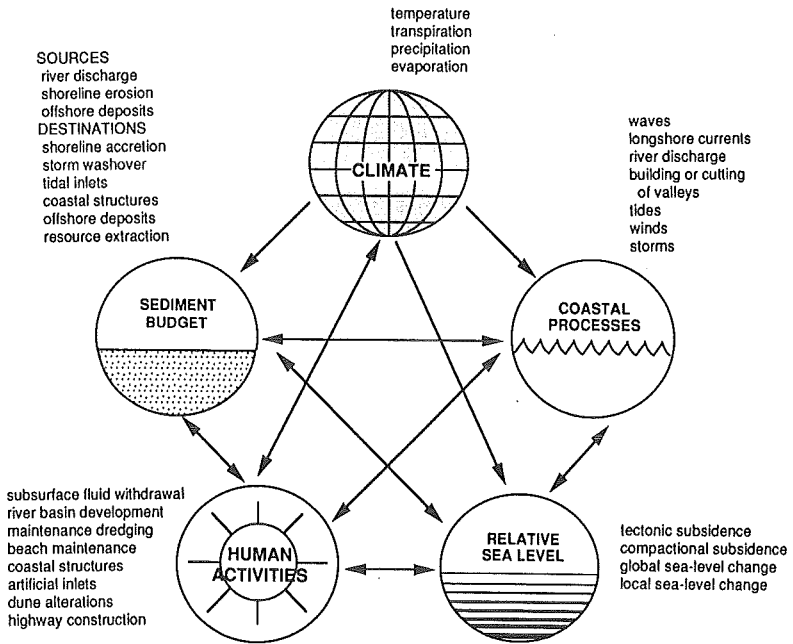 temperature
transpiration
precipitation
evaporation
SOURCES
river discharge
shoreline erosion
offshore deposits
DESTINATIONS
shoreline accretion
storm washover
tidal inlets
coastal structures
offshore deposits
resource extraction
CLIMATE
waves
longshore currents
river discharge
building or cutting
of valleys
tides
winds
storms
SEDIMENT
BUDGET
COASTAL
PROCESSES
subsurface fluid withdrawal
river basin development
maintenance dredging
beach maintenance
coastal structures
artificial inlets
dune alterations
highway construction
HUMAN
ACTIVITIES
RELATIVE
SEA LEVEL
tectonic subsidence
compactional subsidence
global sea-level change
local sea-level change